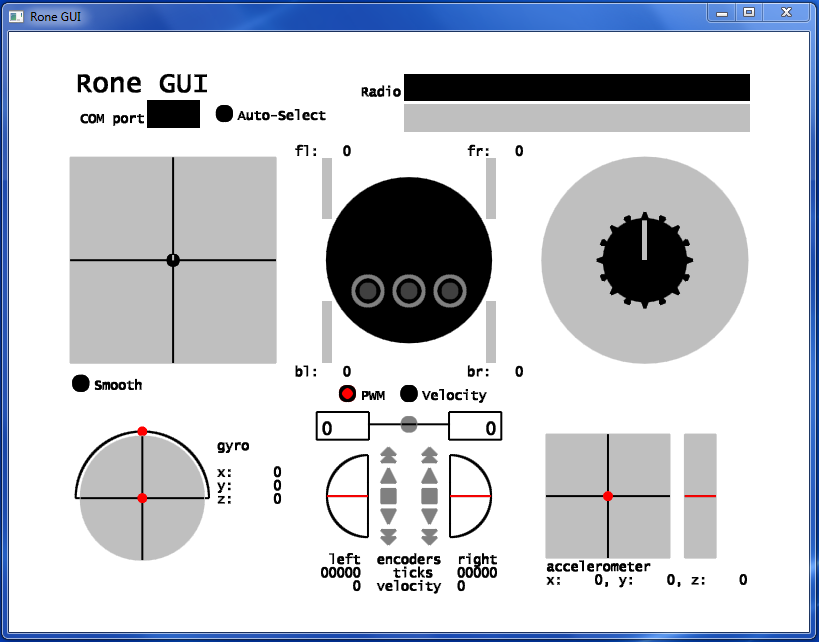 Rone GUI
Rone GUI
Radio
COM port Auto-Select
fl: 0 fr: 0
bl: 0 br: 0
Smooth
PWM Velocity
0 0
gyro
x: 0
y: 0
z: 0
left encoders right
00000 ticks 00000
0 velocity 0
accelerometer
x: 0, y: 0, z: 0